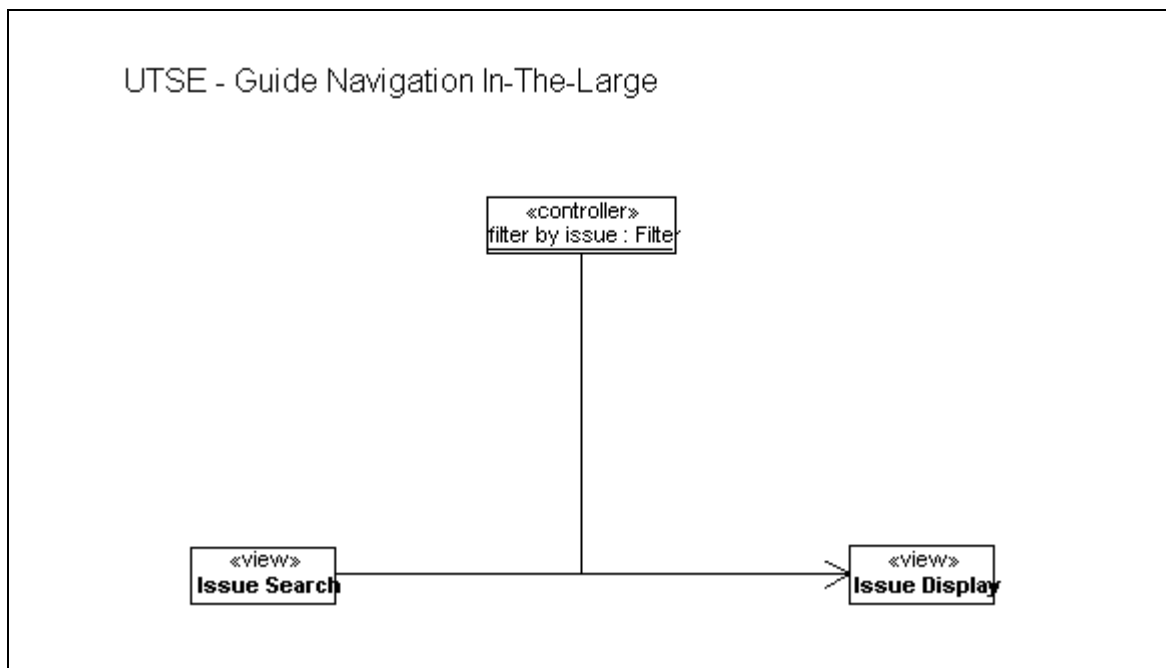 UTSE - Guide Navigation In-The-Large
«controller»
filter by issue : Filter
«view»
Issue Search
«view»
Issue Display